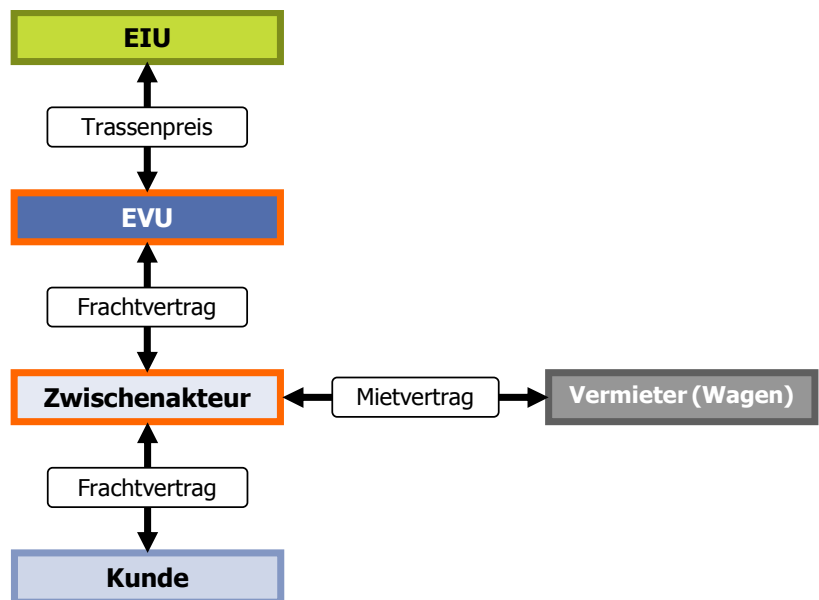 EIU
Trassenpreis
EVU
Frachtvertrag
Zwischenakteur
Mietvertrag
Vermieter (Wagen)
Frachtvertrag
Kunde